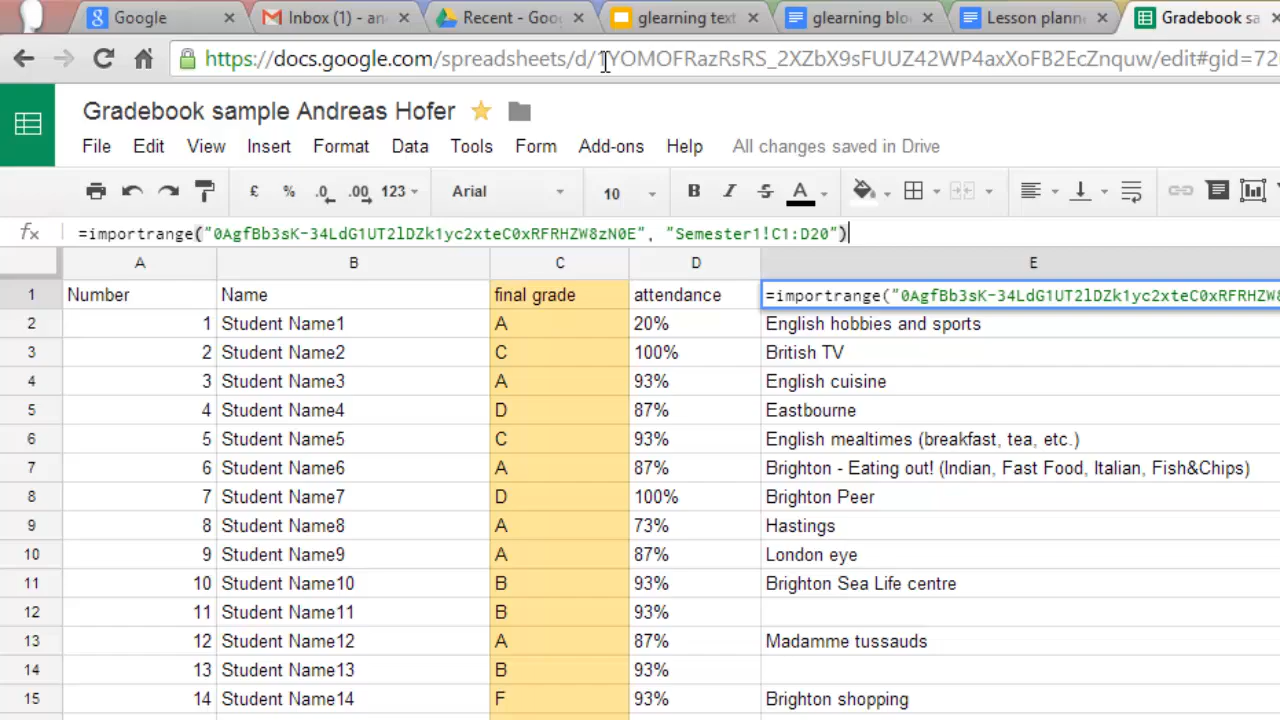 Google × Inbox (1) - an × Recent - Goo × glearning text × glearning blo × Lesson plann × Gradebook sa ×
https://docs.google.com/spreadsheets/d/1YOMOFRazRsRS_2XZbX9sFUUZ42WP4axXoFB2EcZnquw/edit#gid=72
Gradebook sample Andreas Hofer
File Edit View Insert Format Data Tools Form Add-ons Help All changes saved in Drive
£ % .0 .00 123 Arial 10 B I S A
fx =importrange("0AgfBb3sK-34LdG1UT2lDZk1yc2xteC0xRFRHZW8zN0E", "Semester1!C1:D20")
A B C D E
1 Number Name final grade attendance =importrange("0AgfBb3sK-34LdG1UT2lDZk1yc2xteC0xRFRHZW8
2 1 Student Name1 A 20% English hobbies and sports
3 2 Student Name2 C 100% British TV
4 3 Student Name3 A 93% English cuisine
5 4 Student Name4 D 87% Eastbourne
6 5 Student Name5 C 93% English mealtimes (breakfast, tea, etc.)
7 6 Student Name6 A 87% Brighton - Eating out! (Indian, Fast Food, Italian, Fish&Chips)
8 7 Student Name7 D 100% Brighton Peer
9 8 Student Name8 A 73% Hastings
10 9 Student Name9 A 87% London eye
11 10 Student Name10 B 93% Brighton Sea Life centre
12 11 Student Name11 B 93%
13 12 Student Name12 A 87% Madamme tussauds
14 13 Student Name13 B 93%
15 14 Student Name14 F 93% Brighton shopping